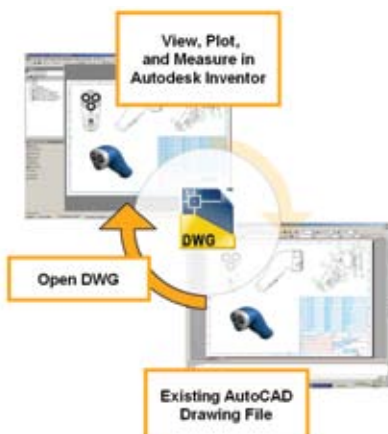 View, Plot,
and Measure in
Autodesk Inventor
DWG
Open DWG
Existing AutoCAD
Drawing File